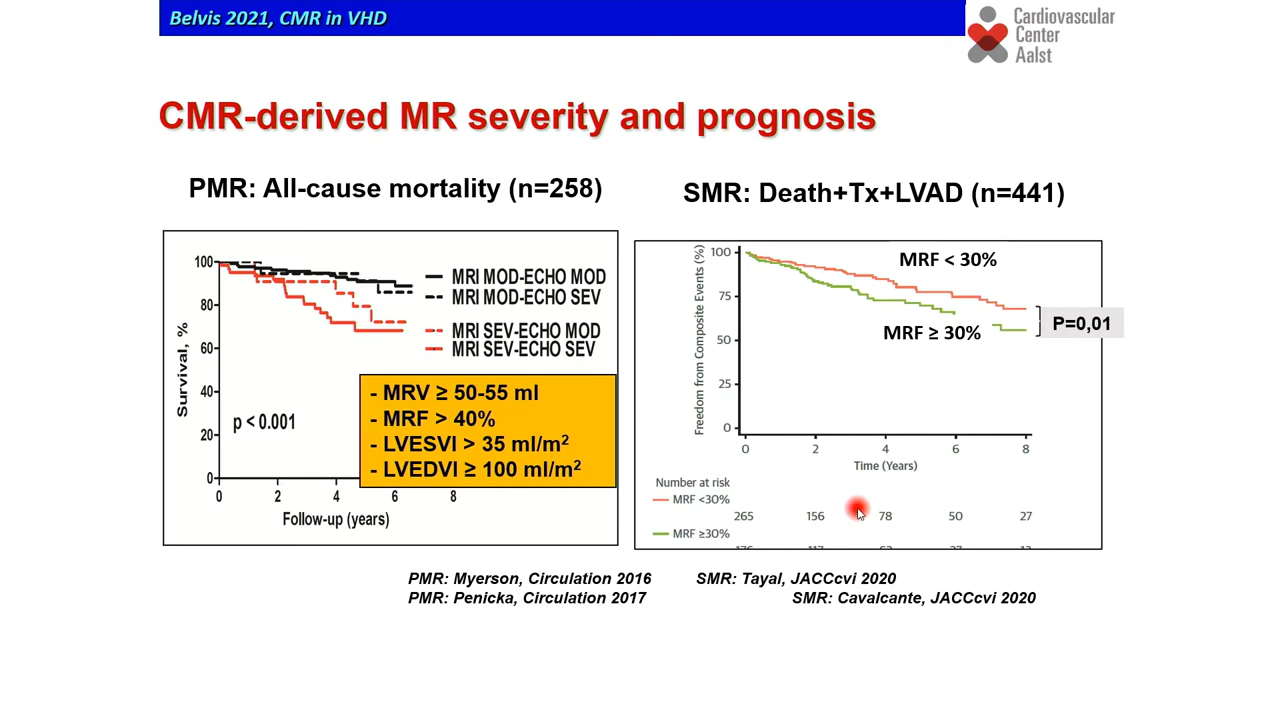 Belvis 2021, CMR in VHD
Cardiovascular
Center
Aalst
CMR-derived MR severity and prognosis
PMR: All-cause mortality (n=258)
SMR: Death+Tx+LVAD (n=441)
Survival, %
100
80
60
40
20
0
MRI MOD-ECHO MOD
MRI MOD-ECHO SEV
MRI SEV-ECHO MOD
MRI SEV-ECHO SEV
p < 0.001
- MRV ≥ 50-55 ml
- MRF > 40%
- LVESVI > 35 ml/m²
- LVEDVI ≥ 100 ml/m²
0 2 4 6 8
Follow-up (years)
Freedom from Composite Events (%)
100
75
50
25
0
MRF < 30%
MRF ≥ 30%
P=0,01
0 2 4 6 8
Time (Years)
Number at risk
MRF <30%
265 156 78 50 27
MRF ≥30%
PMR: Myerson, Circulation 2016
SMR: Tayal, JACCcvi 2020
PMR: Penicka, Circulation 2017
SMR: Cavalcante, JACCcvi 2020